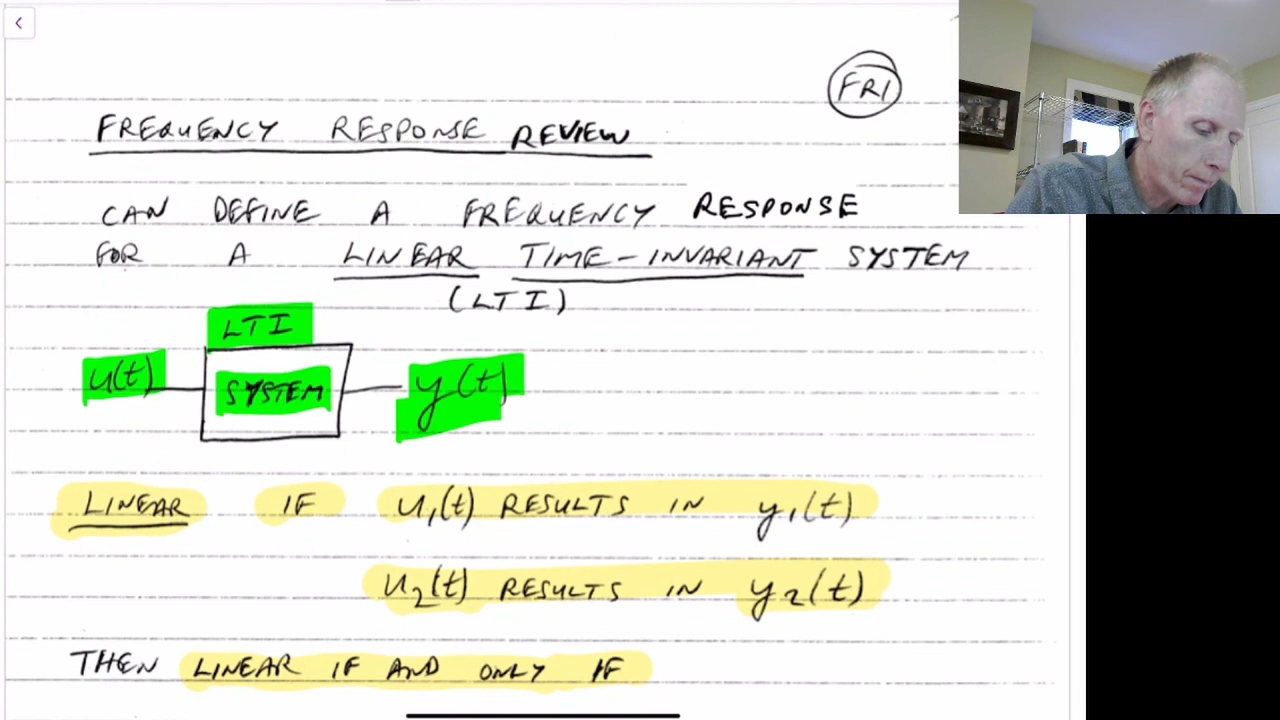 FR1
FREQUENCY RESPONSE REVIEW
CAN DEFINE A FREQUENCY RESPONSE
FOR A LINEAR TIME-INVARIANT SYSTEM
(LTI)
LTI
u(t) SYSTEM y(t)
LINEAR IF u₁(t) RESULTS IN y₁(t)
u₂(t) RESULTS IN y₂(t)
THEN LINEAR IF AND ONLY IF